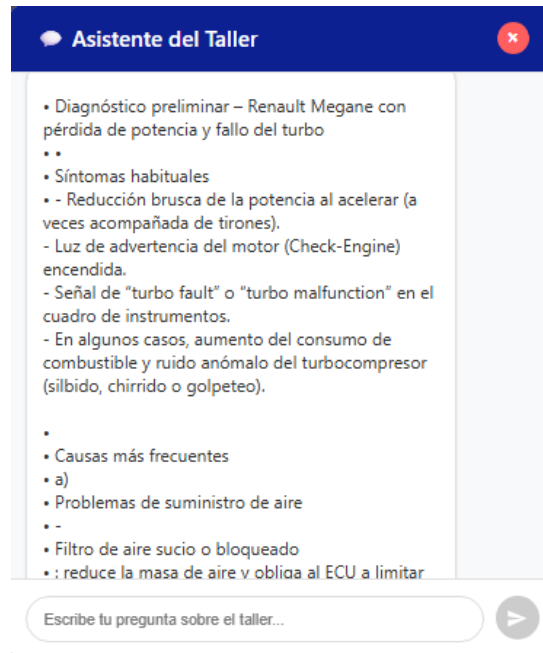 Asistente del Taller
• Diagnóstico preliminar – Renault Megane con
pérdida de potencia y fallo del turbo
• •
• Síntomas habituales
• - Reducción brusca de la potencia al acelerar (a
veces acompañada de tirones).
- Luz de advertencia del motor (Check-Engine)
encendida.
- Señal de “turbo fault” o “turbo malfunction” en el
cuadro de instrumentos.
- En algunos casos, aumento del consumo de
combustible y ruido anómalo del turbocompresor
(silbido, chirrido o golpeteo).
•
• Causas más frecuentes
• a)
• Problemas de suministro de aire
• -
• Filtro de aire sucio o bloqueado
• : reduce la masa de aire y obliga al ECU a limitar
Escribe tu pregunta sobre el taller...